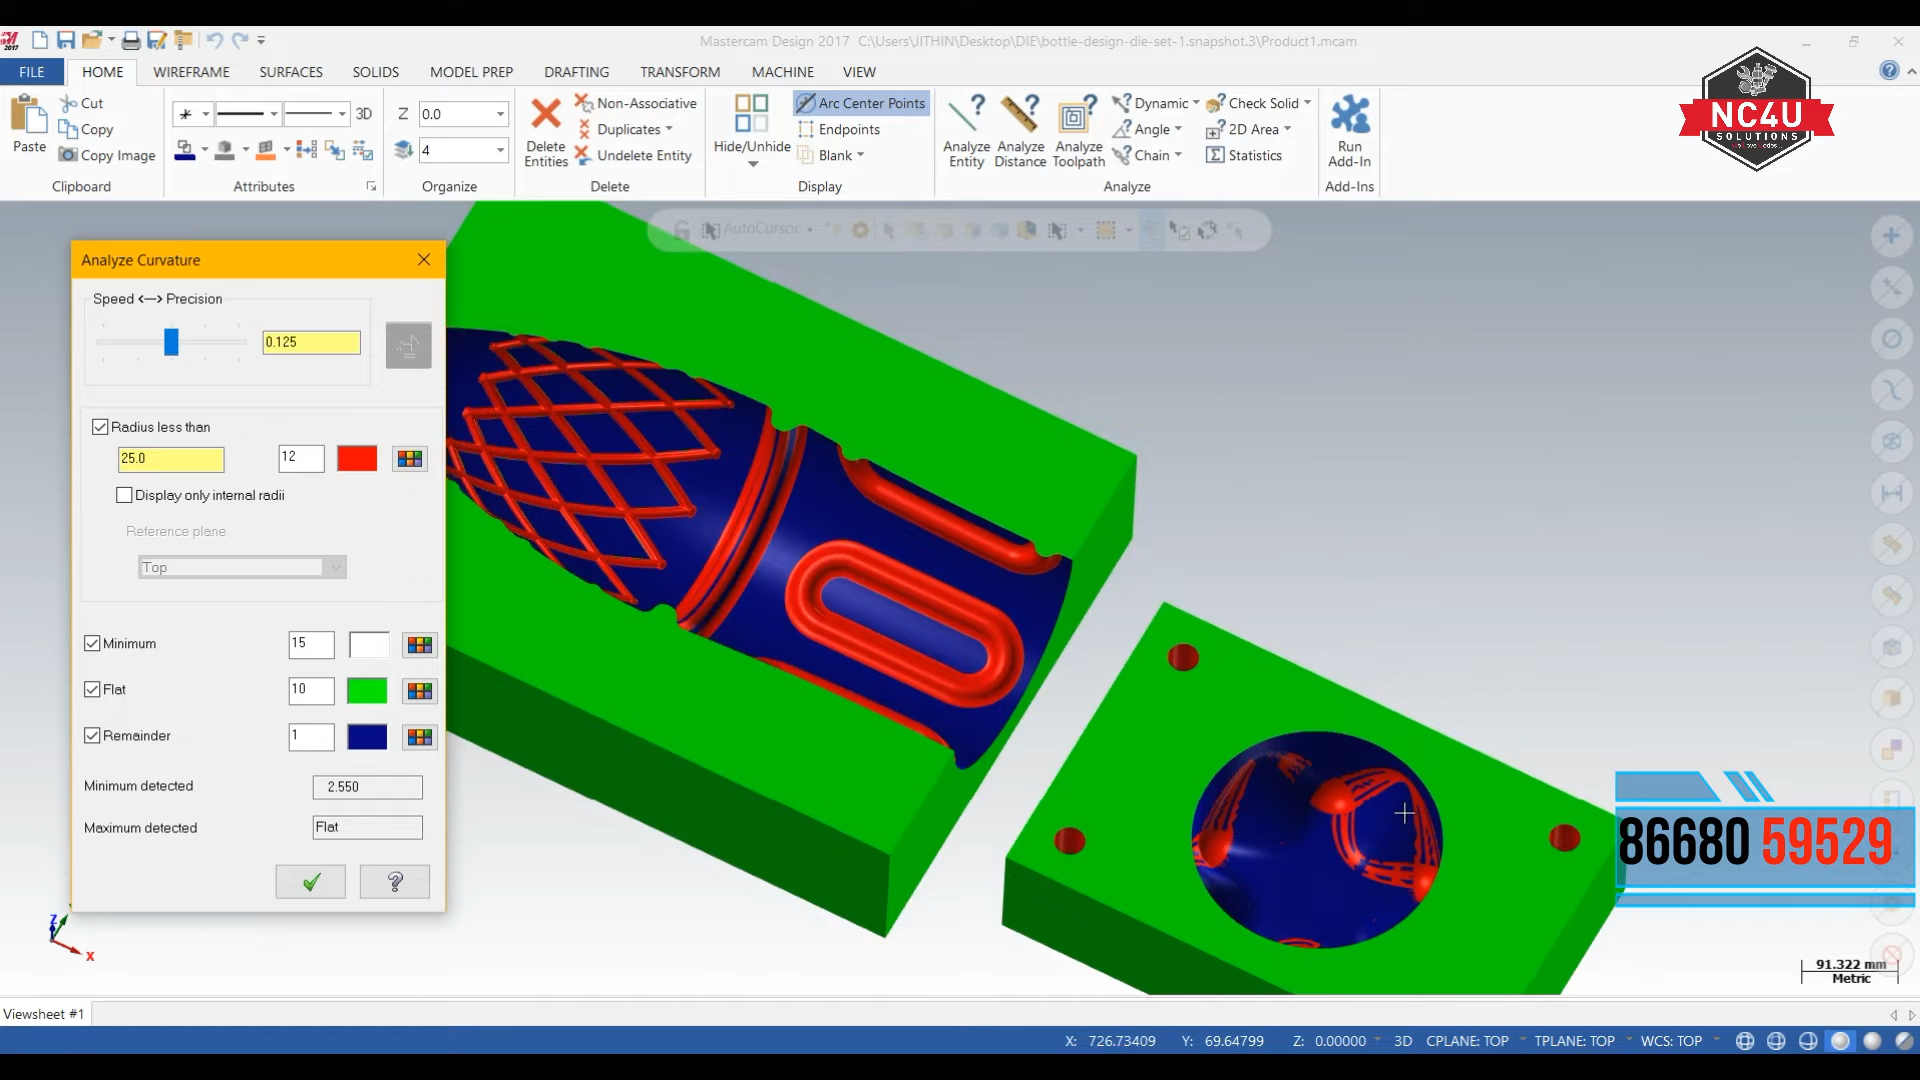 Mastercam Design 2017 C:\Users\JITHIN\Desktop\DIE\bottle-design-die-set-1.snapshot.3\Product1.mcam
FILE HOME WIREFRAME SURFACES SOLIDS MODEL PREP DRAFTING TRANSFORM MACHINE VIEW
Paste
Cut
Copy
Copy Image
Clipboard
3D
Attributes
Z 0.0
4
Organize
Delete Entities
Non-Associative
Duplicates
Undelete Entity
Delete
Hide/Unhide
Arc Center Points
Endpoints
Blank
Display
Analyze Entity
Analyze Distance
Analyze Toolpath
Dynamic
Angle
Chain
Check Solid
2D Area
Statistics
Analyze
Run Add-In
Add-Ins
NC4U
SOLUTIONS
AutoCursor
Analyze Curvature
Speed <--> Precision
0.125
Radius less than
25.0
12
Display only internal radii
Reference plane
Top
Minimum 15
Flat 10
Remainder 1
Minimum detected 2.550
Maximum detected Flat
Z
X
86680 59529
91.322 mm
Metric
Viewsheet #1
X: 726.73409 Y: 69.64799 Z: 0.00000 3D CPLANE: TOP TPLANE: TOP WCS: TOP